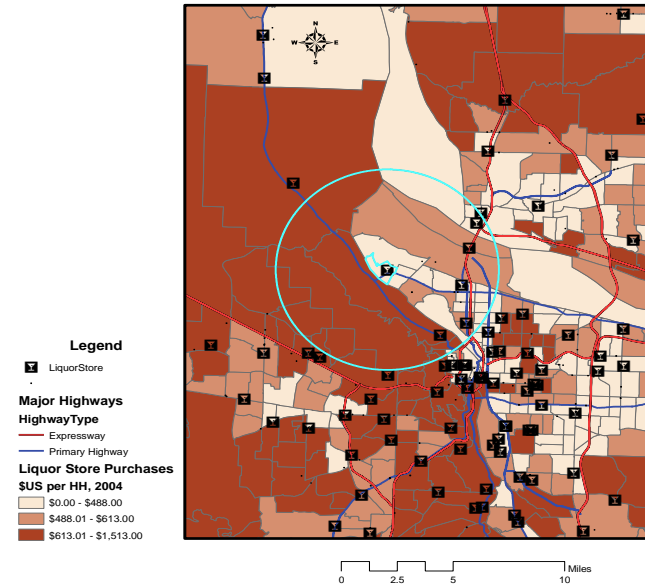 N
W E
S
Legend
LiquorStore
Major Highways
HighwayType
Expressway
Primary Highway
Liquor Store Purchases
$US per HH, 2004
$0.00 - $488.00
$488.01 - $613.00
$613.01 - $1,513.00
Miles
0 2.5 5 10